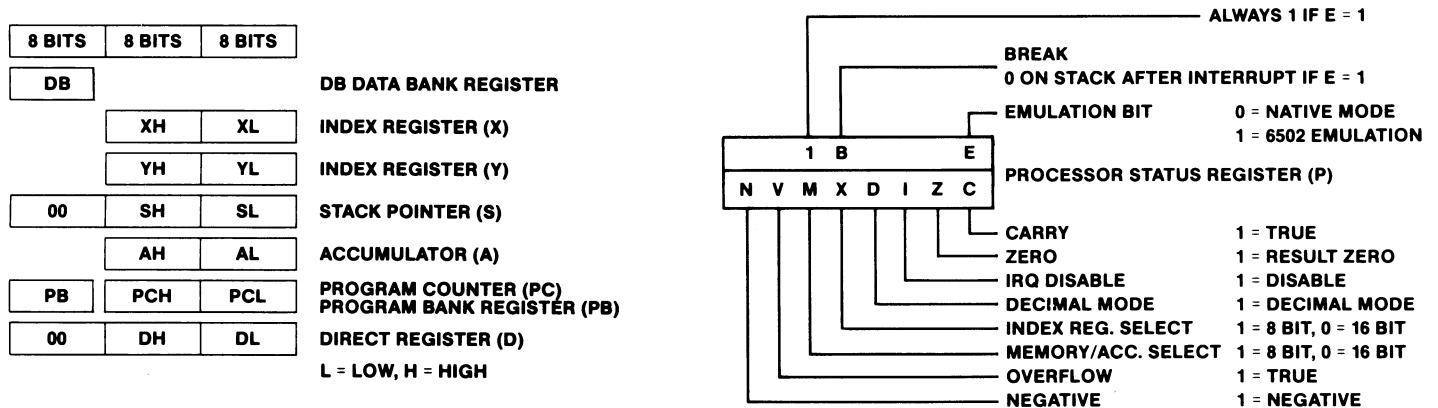 8 BITS 8 BITS 8 BITS
DB DB DATA BANK REGISTER
XH XL INDEX REGISTER (X)
YH YL INDEX REGISTER (Y)
00 SH SL STACK POINTER (S)
AH AL ACCUMULATOR (A)
PB PCH PCL PROGRAM COUNTER (PC)
PROGRAM BANK REGISTER (PB)
00 DH DL DIRECT REGISTER (D)
L = LOW, H = HIGH
ALWAYS 1 IF E = 1
BREAK
0 ON STACK AFTER INTERRUPT IF E = 1
EMULATION BIT 0 = NATIVE MODE
1 = 6502 EMULATION
1 B E
PROCESSOR STATUS REGISTER (P)
N V M X D I Z C
CARRY 1 = TRUE
ZERO 1 = RESULT ZERO
IRQ DISABLE 1 = DISABLE
DECIMAL MODE 1 = DECIMAL MODE
INDEX REG. SELECT 1 = 8 BIT, 0 = 16 BIT
MEMORY/ACC. SELECT 1 = 8 BIT, 0 = 16 BIT
OVERFLOW 1 = TRUE
NEGATIVE 1 = NEGATIVE